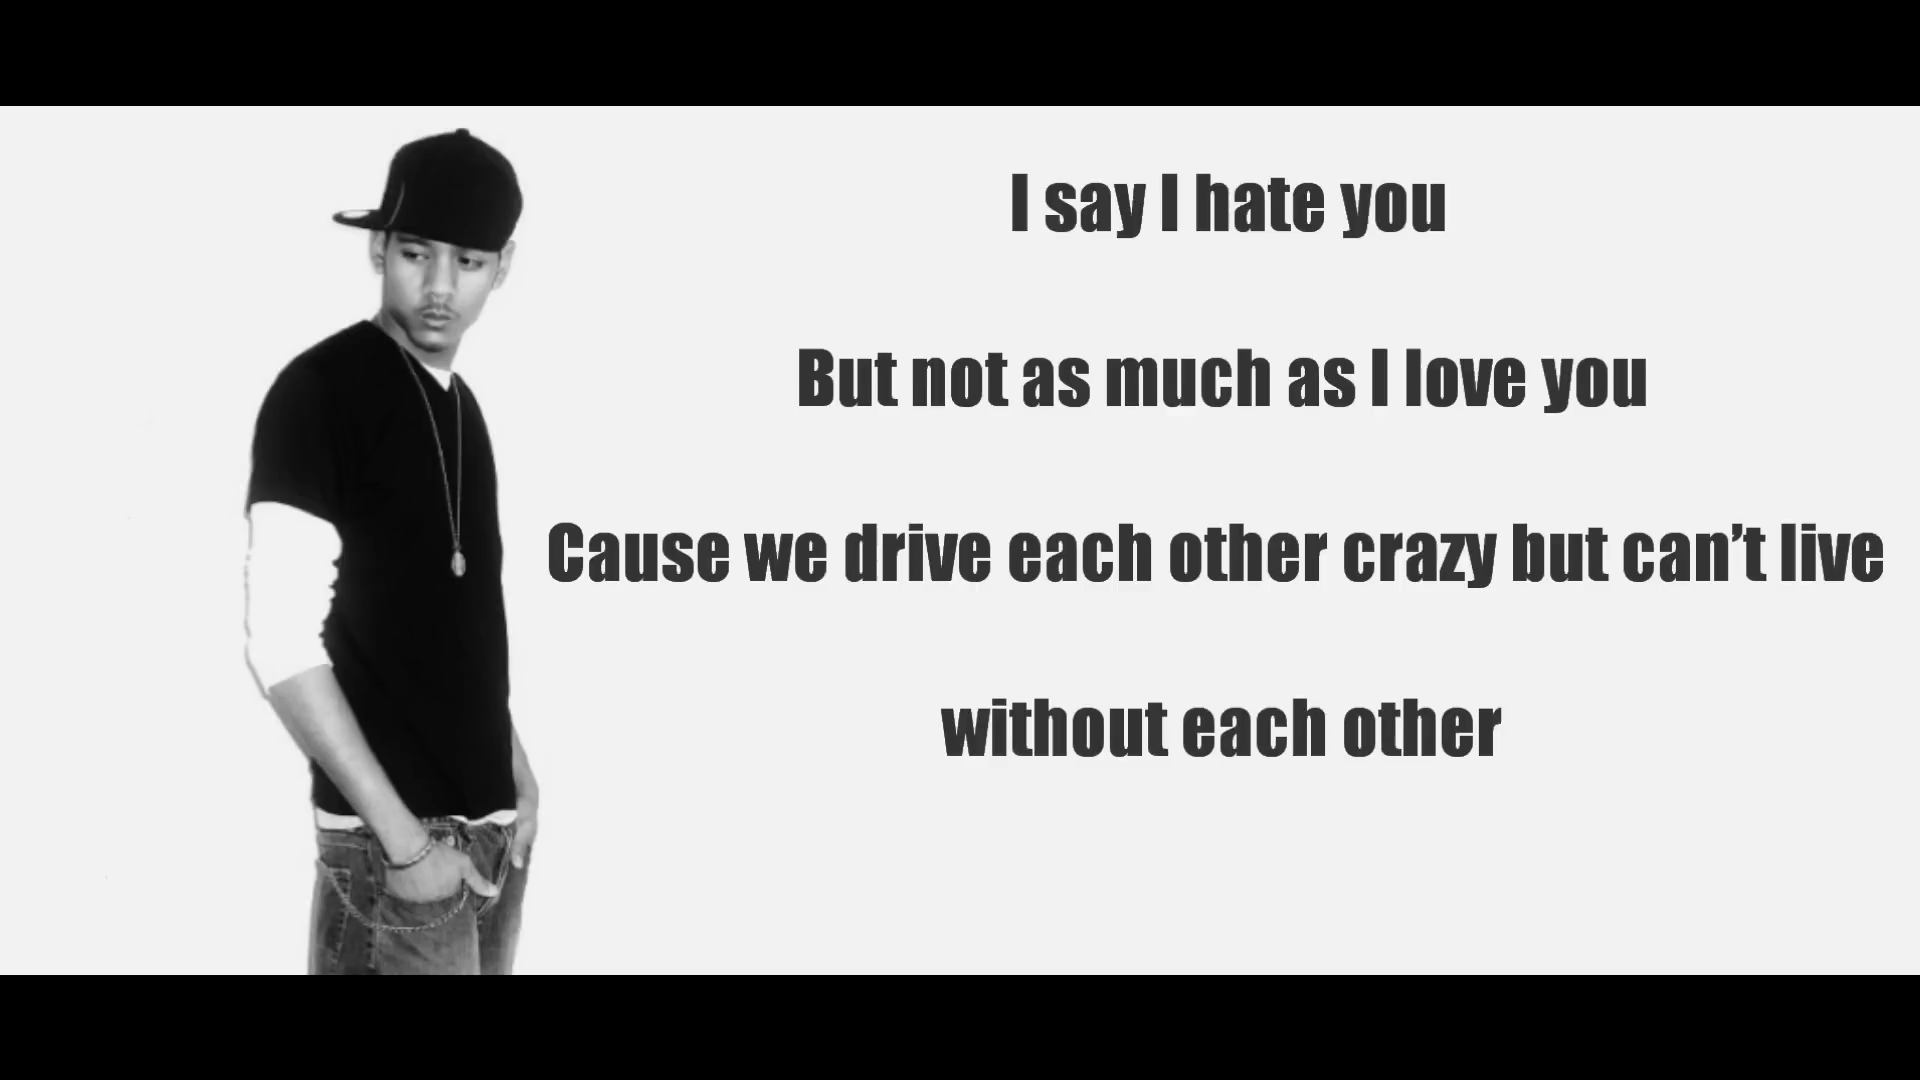 I say I hate you
But not as much as I love you
Cause we drive each other crazy but can’t live
without each other